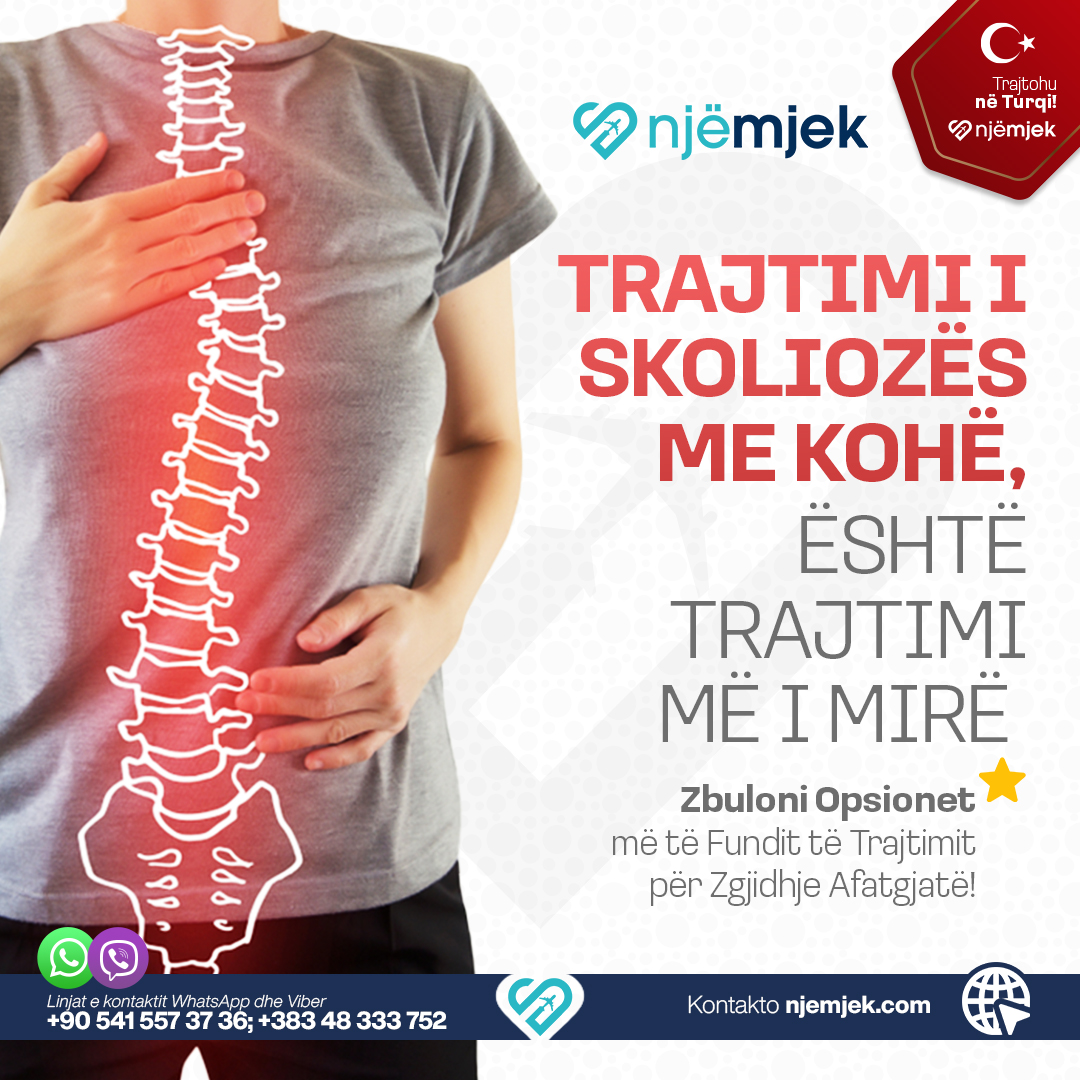 Trajtohu
në Turqi!
njëmjek
njëmjek
TRAJTIMI I
SKOLIOZËS
ME KOHË,
ËSHTË
TRAJTIMI
MË I MIRË
Zbuloni Opsionet
më të Fundit të Trajtimit
për Zgjidhje Afatgjatë!
Linjat e kontaktit WhatsApp dhe Viber
+90 541 557 37 36; +383 48 333 752
Kontakto njemjek.com